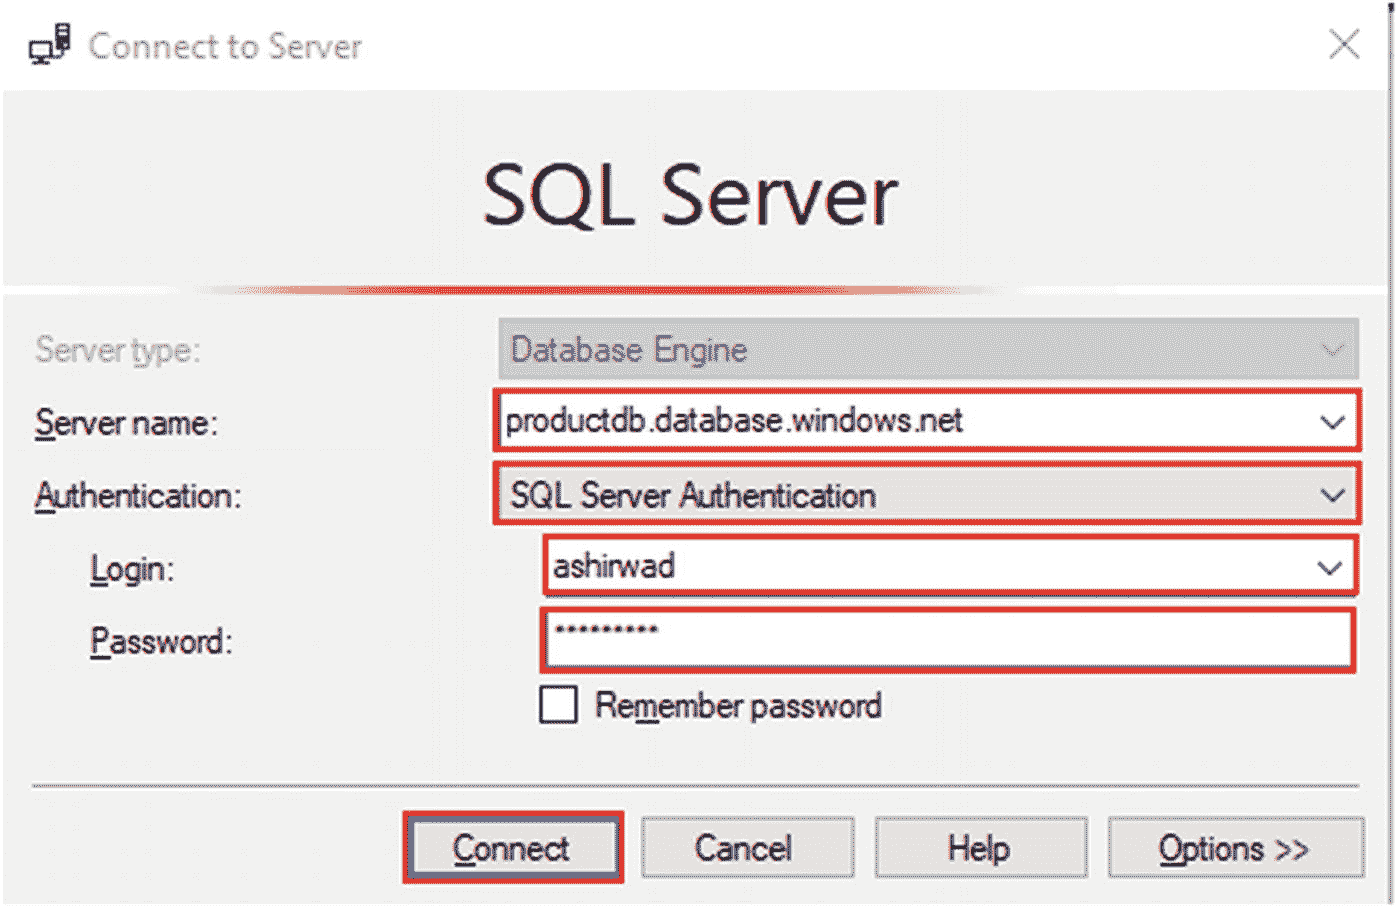 Connect to Server
SQL Server
Server type: Database Engine
Server name: productdb.database.windows.net
Authentication: SQL Server Authentication
Login: ashirwad
Password: •••••••••
Remember password
Connect Cancel Help Options >>